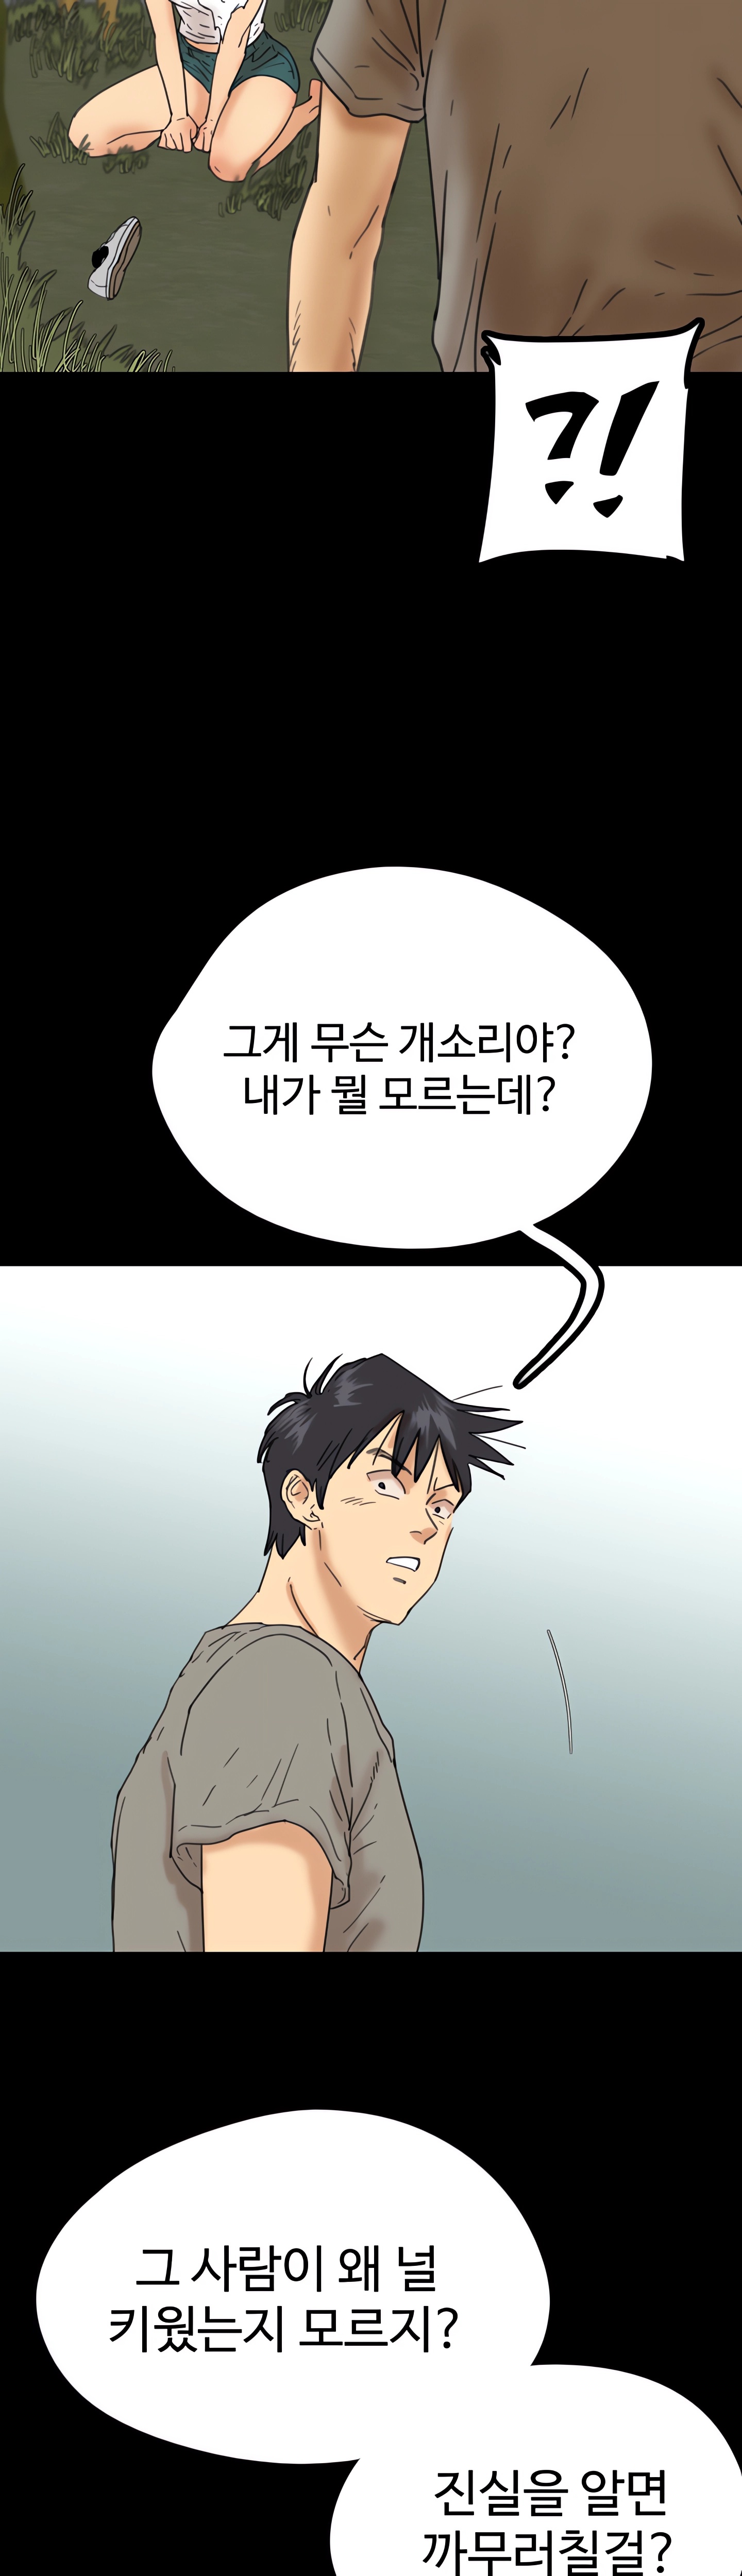 ?!
그게 무슨 개소리야?
내가 뭘 모르는데?
그 사람이 왜 널
키웠는지 모르지?
진실을 알면
까무러칠걸?